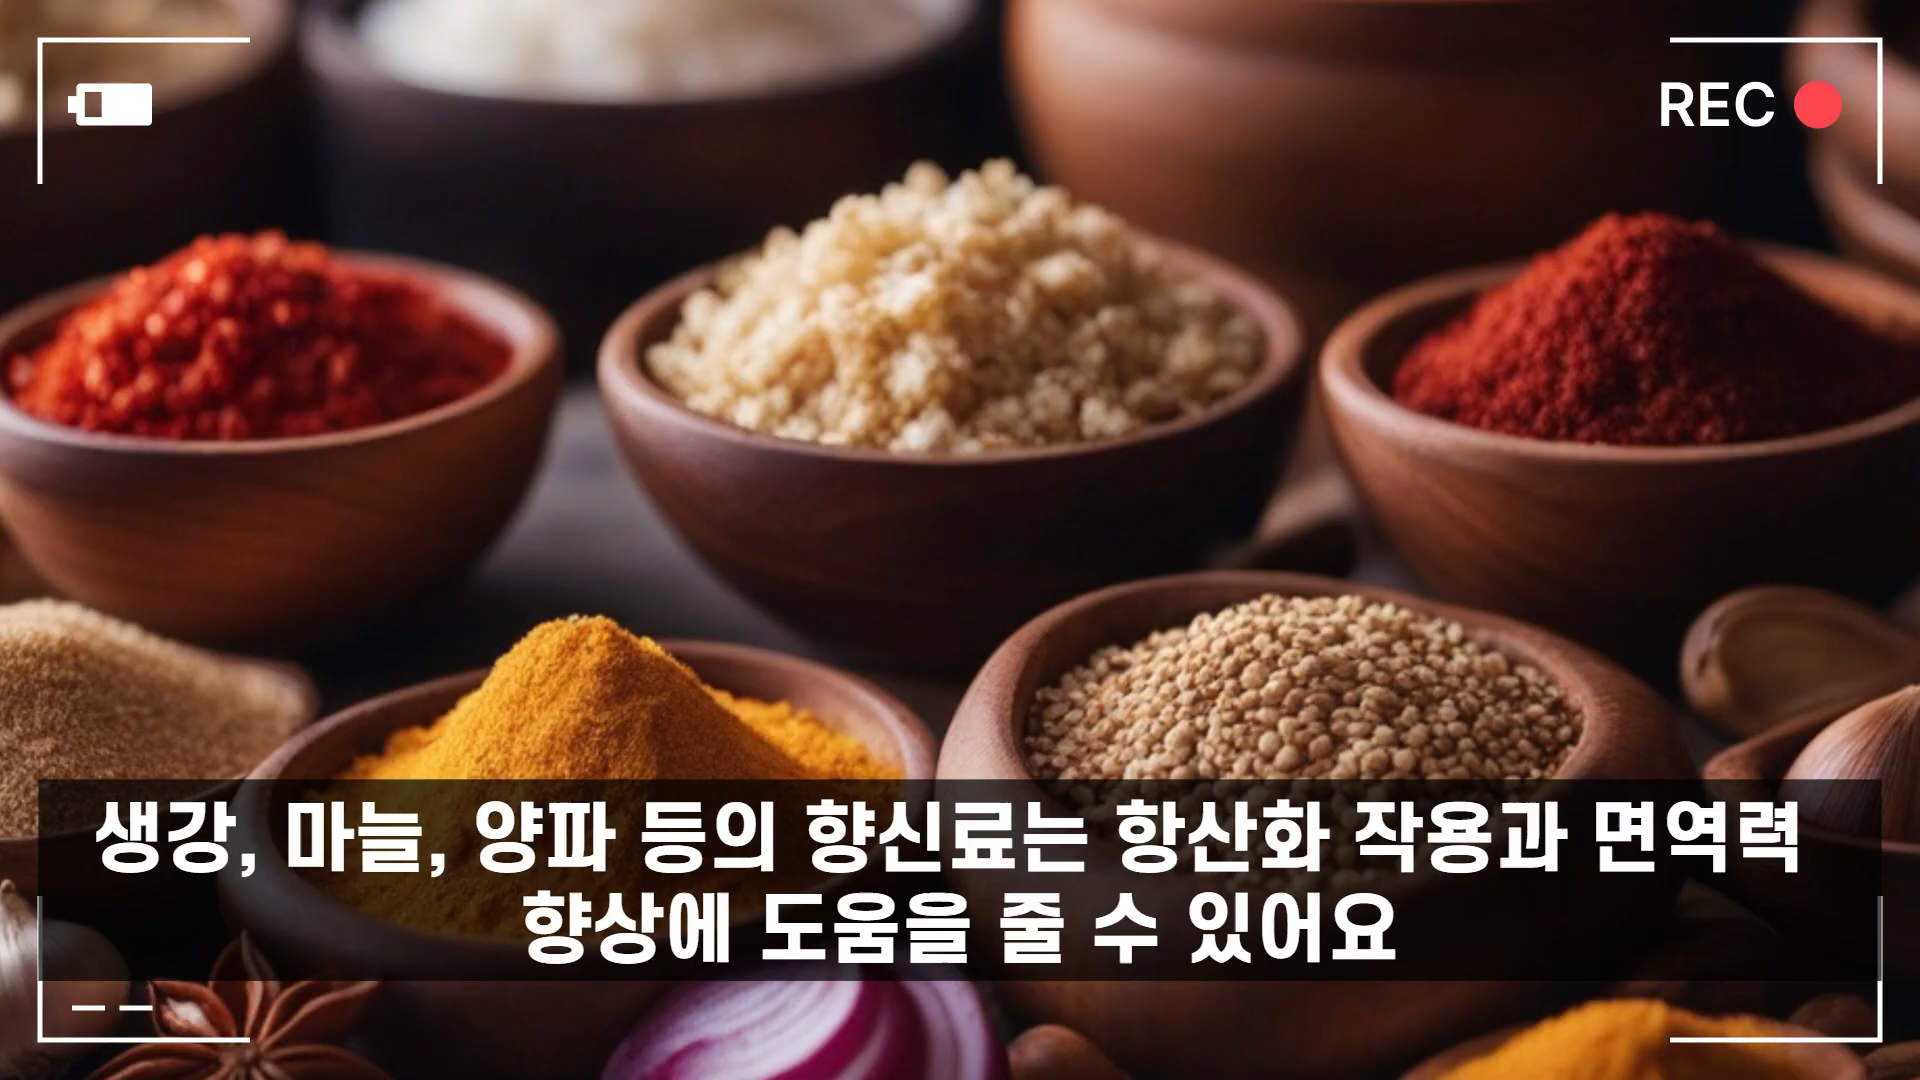 REC
생강, 마늘, 양파 등의 향신료는 항산화 작용과 면역력
향상에 도움을 줄 수 있어요